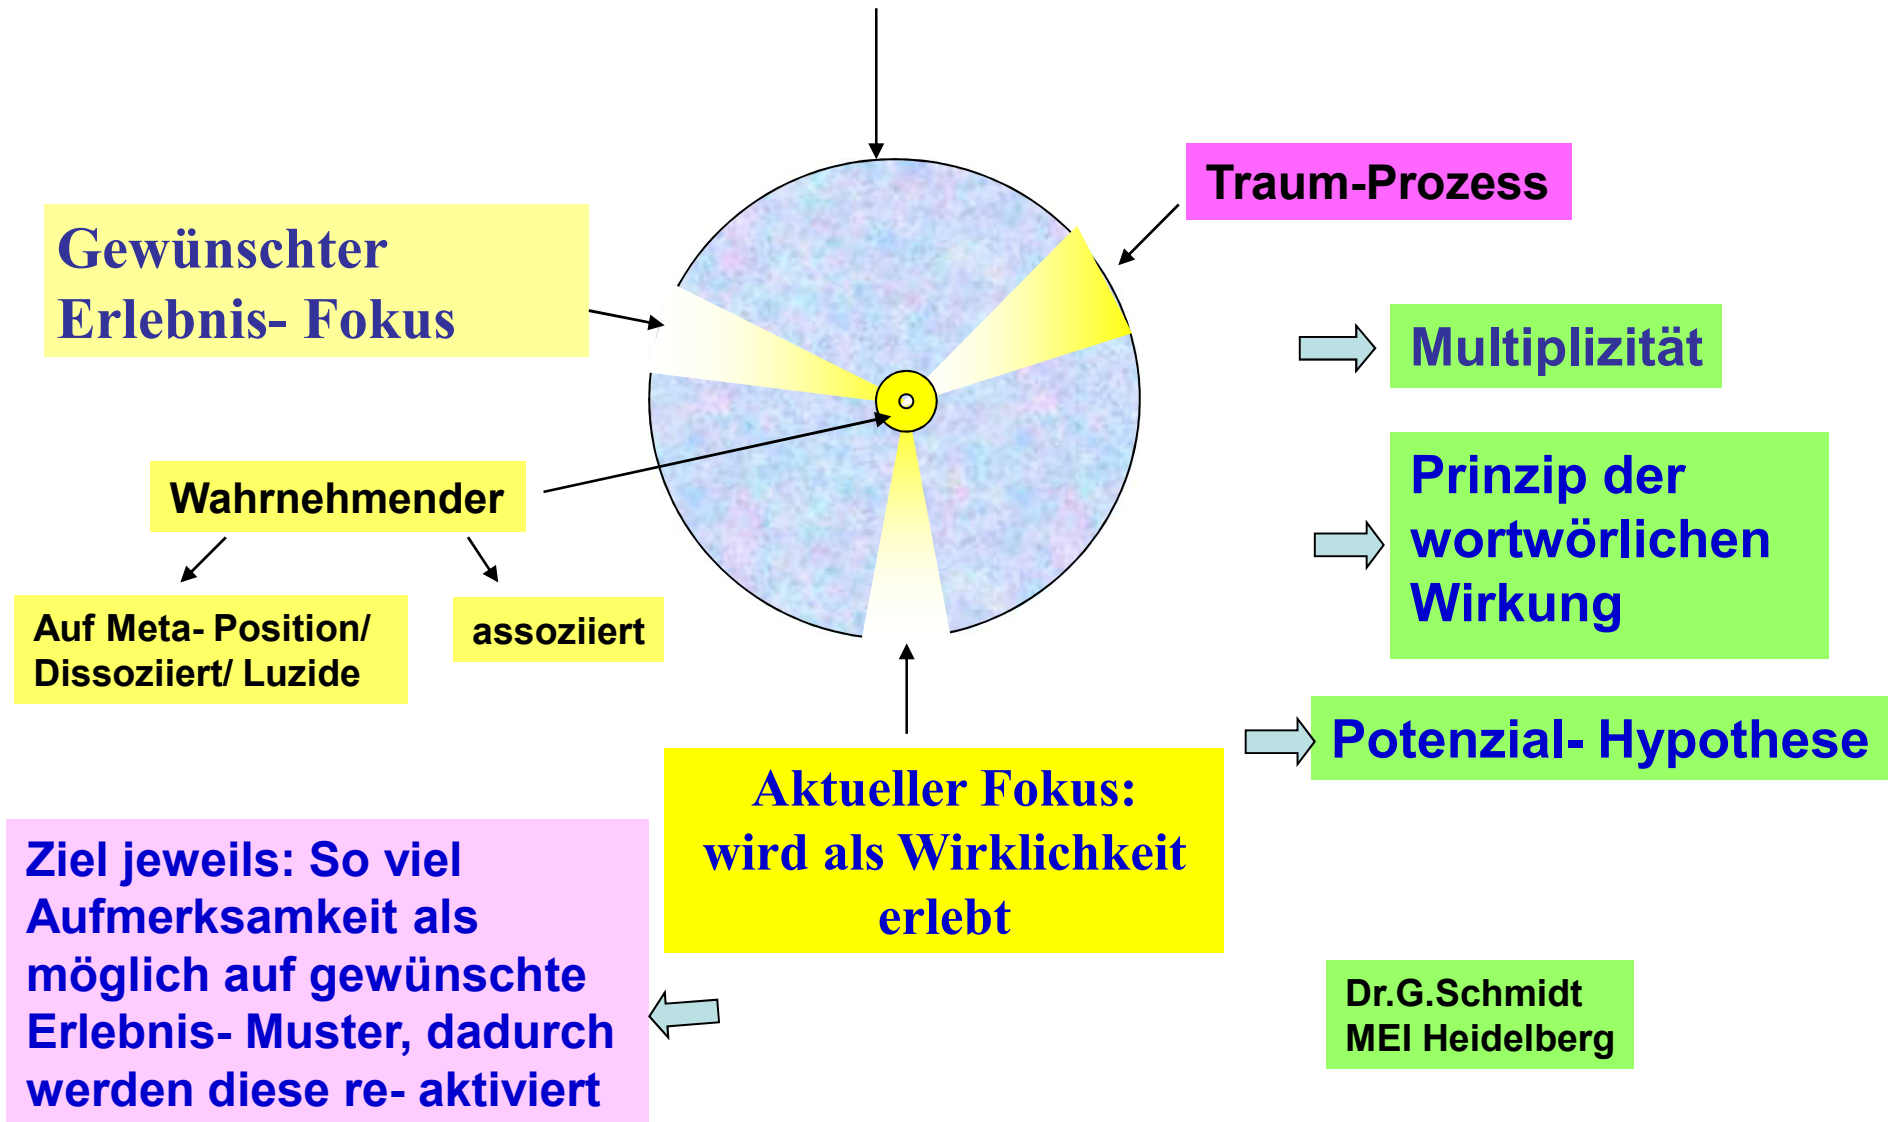 Traum-Prozess
Gewünschter
Erlebnis- Fokus
Multiplizität
Wahrnehmender
Prinzip der
wortwörlichen
Wirkung
Auf Meta- Position/
Dissoziiert/ Luzide
assoziiert
Potenzial- Hypothese
Aktueller Fokus:
wird als Wirklichkeit
erlebt
Ziel jeweils: So viel
Aufmerksamkeit als
möglich auf gewünschte
Erlebnis- Muster, dadurch
werden diese re- aktiviert
Dr.G.Schmidt
MEI Heidelberg